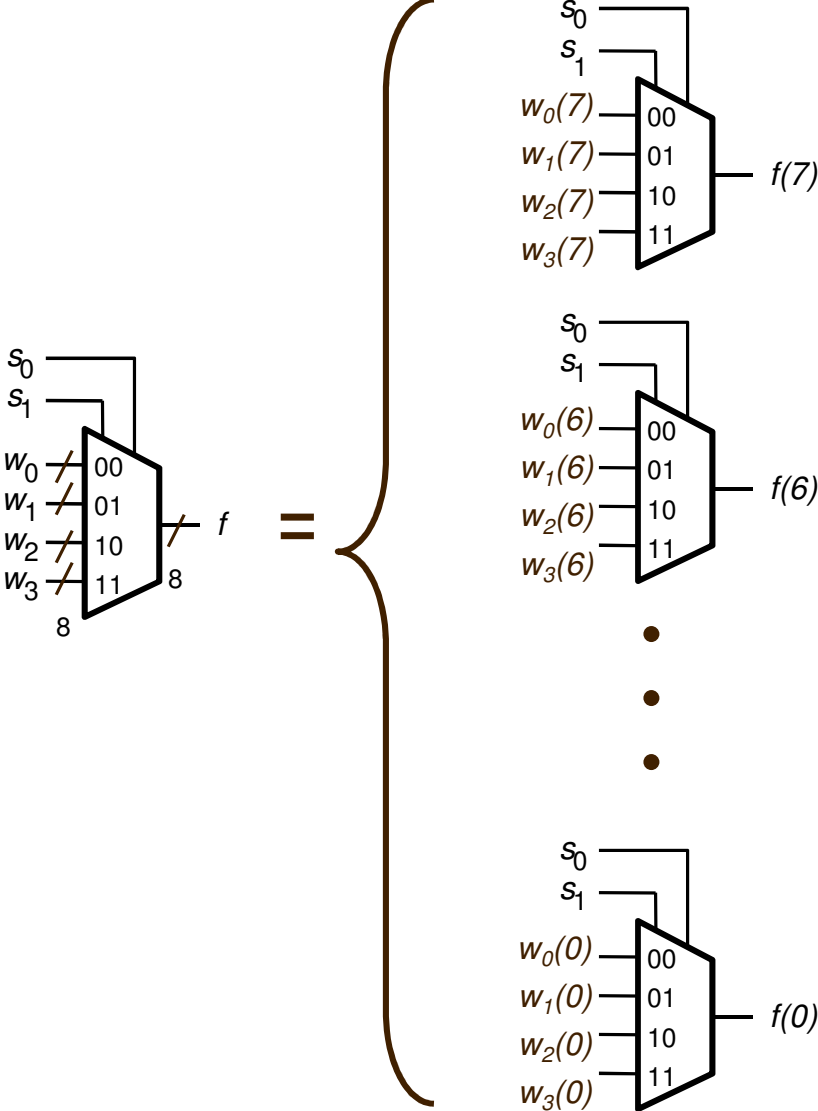 s0
s1
w0
w1
w2
w3
00
01
10
11
8
8
f
=
s0
s1
w0(7)
w1(7)
w2(7)
w3(7)
00
01
10
11
f(7)
s0
s1
w0(6)
w1(6)
w2(6)
w3(6)
00
01
10
11
f(6)
s0
s1
w0(0)
w1(0)
w2(0)
w3(0)
00
01
10
11
f(0)